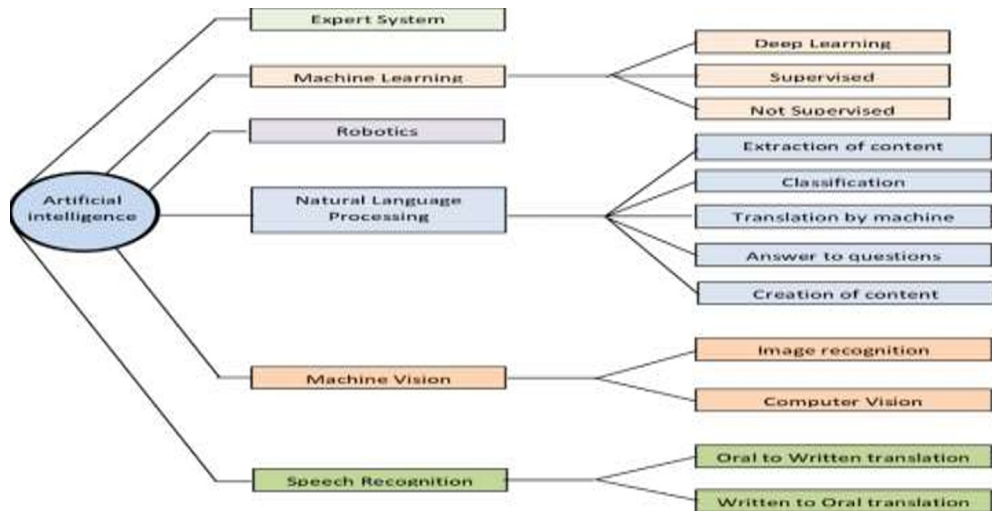 Expert System
Deep Learning
Machine Learning
Supervised
Not Supervised
Robotics
Extraction of content
Classification
Artificial
intelligence
Natural Language
Processing
Translation by machine
Answer to questions
Creation of content
Image recognition
Machine Vision
Computer Vision
Oral to Written translation
Speech Recognition
Written to Oral translation